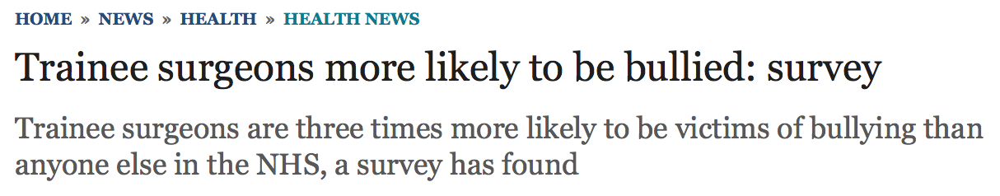 HOME » NEWS » HEALTH » HEALTH NEWS
Trainee surgeons more likely to be bullied: survey
Trainee surgeons are three times more likely to be victims of bullying than
anyone else in the NHS, a survey has found